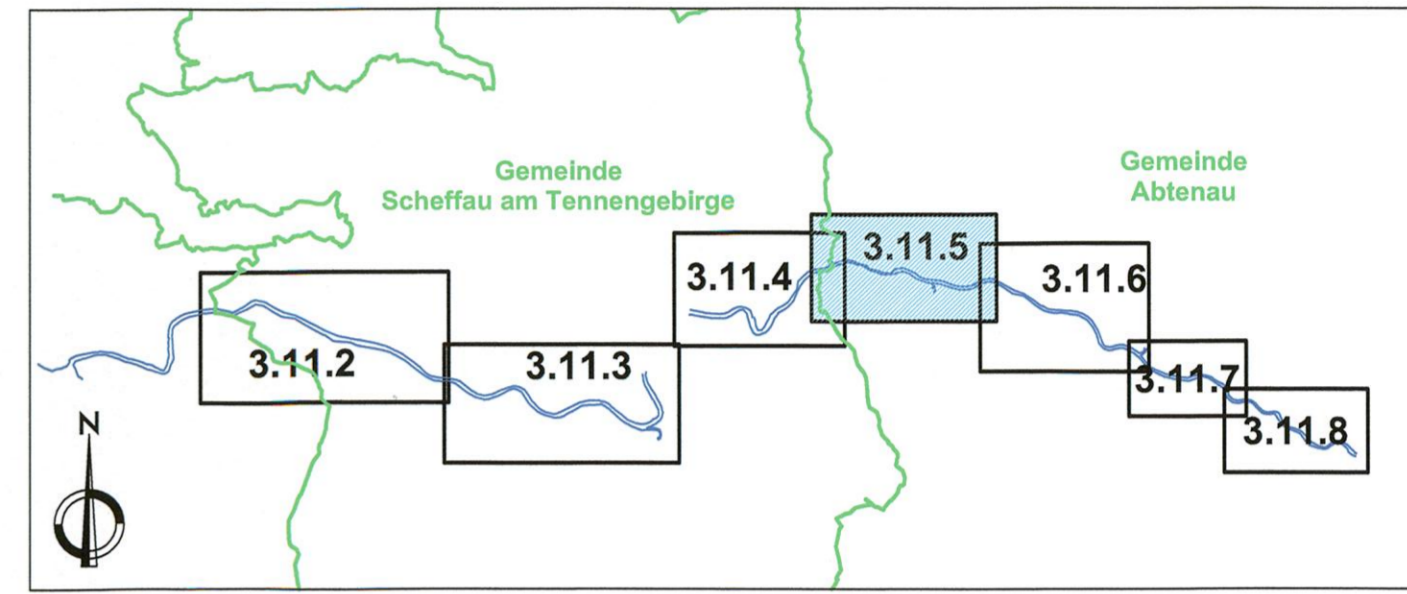 Gemeinde
Scheffau am Tennengebirge
Gemeinde
Abtenau
3.11.2
3.11.3
3.11.4
3.11.5
3.11.6
3.11.7
3.11.8
N